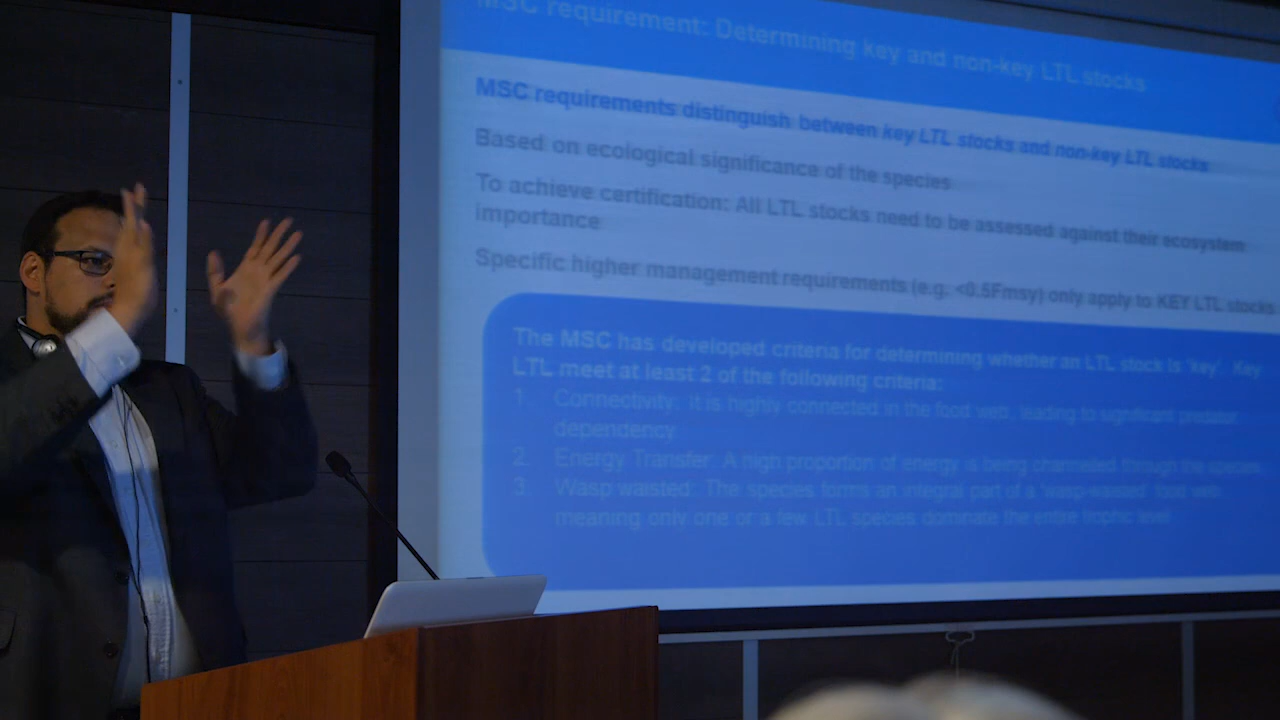 MSC requirement: Determining key and non-key LTL stocks
MSC requirements distinguish between key LTL stocks and non-key LTL stocks
Based on ecological significance of the species
To achieve certification: All LTL stocks need to be assessed against their ecosystem
importance
Specific higher management requirements (e.g. <0.5Fmsy) only apply to KEY LTL stocks
The MSC has developed criteria for determining whether an LTL stock is 'key'. Key
LTL meet at least 2 of the following criteria:
1. Connectivity: It is highly connected in the food web, leading to significant predator
dependency
2. Energy Transfer: A high proportion of energy is being channeled through the species
3. Wasp waisted: The species forms an integral part of a 'wasp-waisted' food web,
meaning only one or a few LTL species dominate the entire trophic level